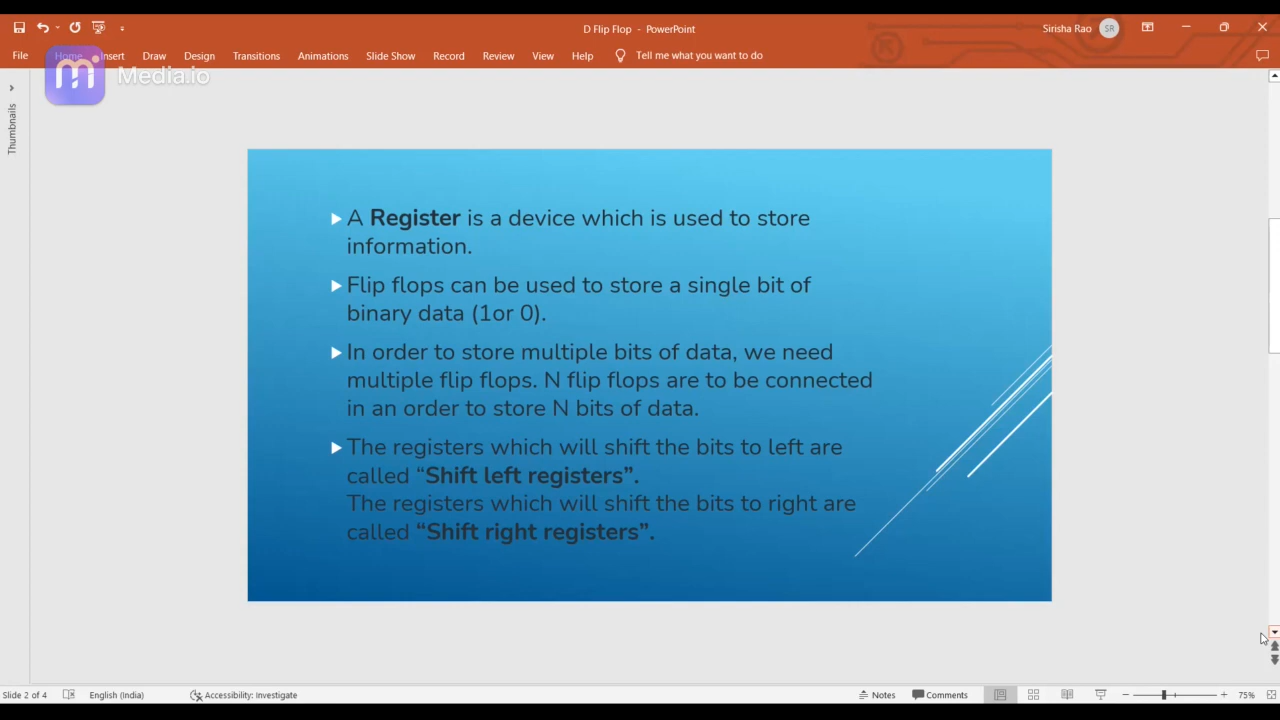 D Flip Flop - PowerPoint
Sirisha Rao SR
File Home Insert Draw Design Transitions Animations Slide Show Record Review View Help Tell me what you want to do
Media.io
Thumbnails
A Register is a device which is used to store
information.
Flip flops can be used to store a single bit of
binary data (1or 0).
In order to store multiple bits of data, we need
multiple flip flops. N flip flops are to be connected
in an order to store N bits of data.
The registers which will shift the bits to left are
called “Shift left registers”.
The registers which will shift the bits to right are
called “Shift right registers”.
Slide 2 of 4 English (India) Accessibility: Investigate Notes Comments 75%